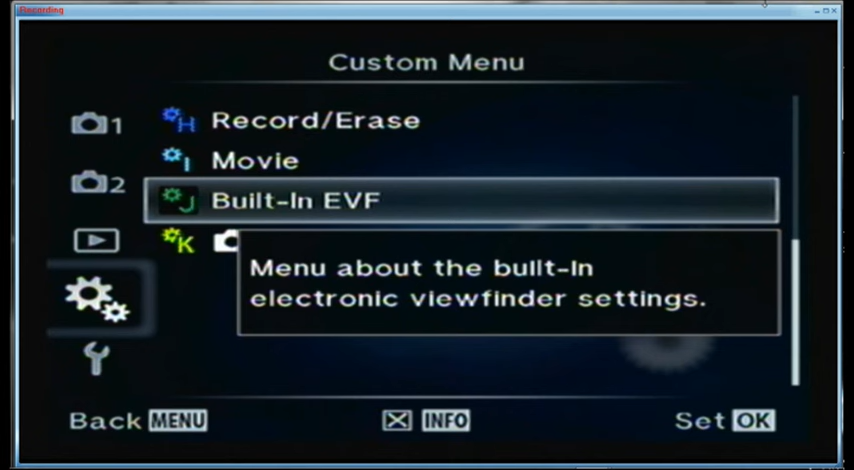 Recording
Custom Menu
1
H Record/Erase
I Movie
2
J Built-In EVF
K
Menu about the built-in
electronic viewfinder settings.
Back MENU
INFO
Set OK